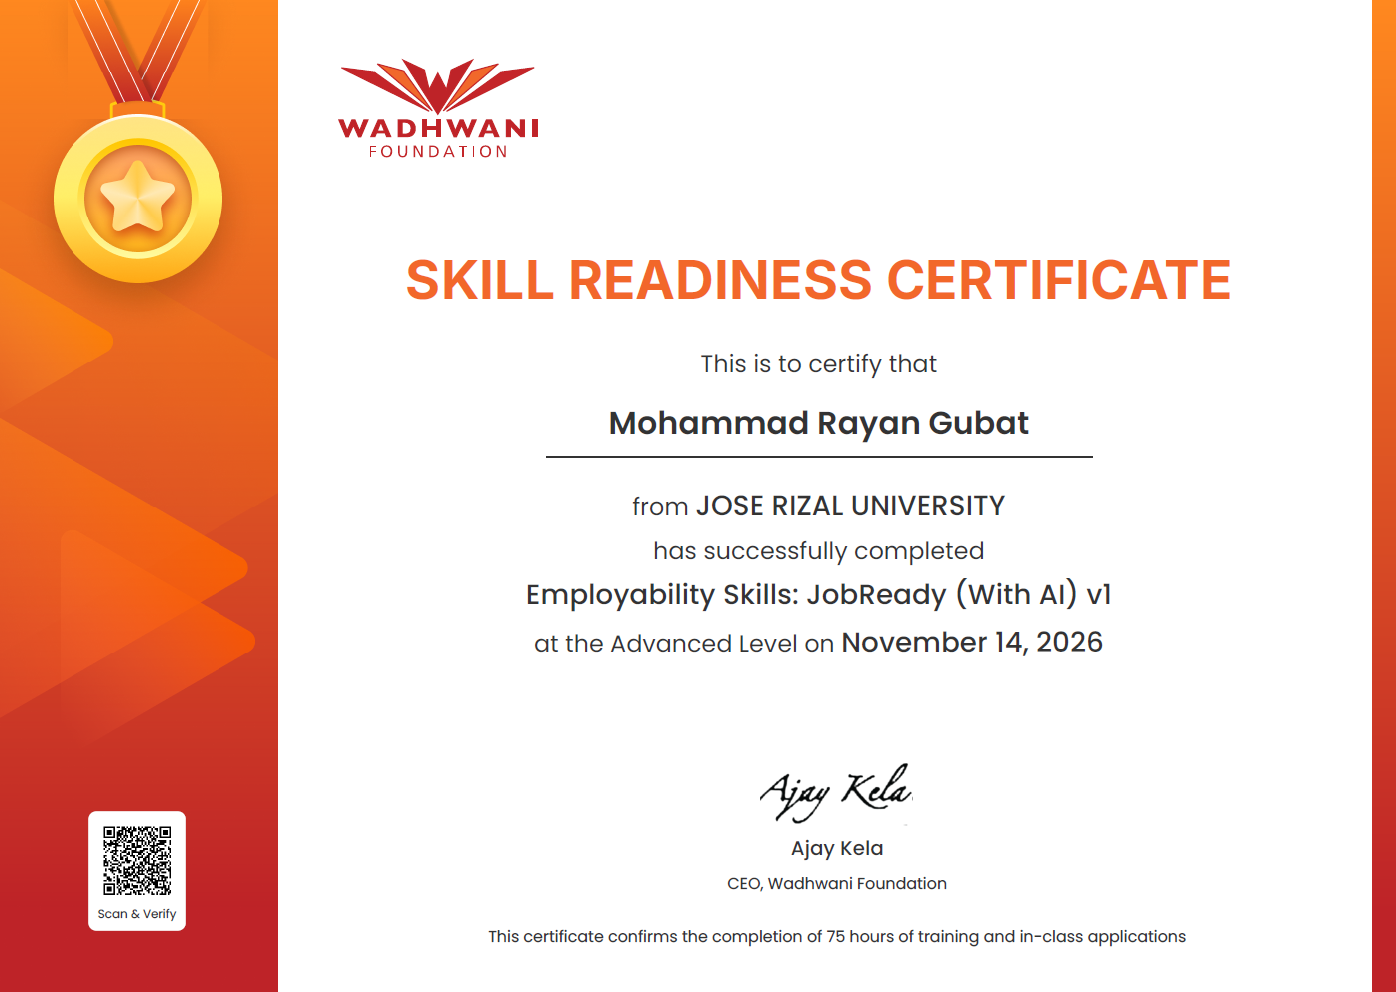 WADHWANI
FOUNDATION
SKILL READINESS CERTIFICATE
This is to certify that
Mohammad Rayan Gubat
from JOSE RIZAL UNIVERSITY
has successfully completed
Employability Skills: JobReady (With AI) v1
at the Advanced Level on November 14, 2026
Ajay Kela
Ajay Kela
CEO, Wadhwani Foundation
Scan & Verify
This certificate confirms the completion of 75 hours of training and in-class applications